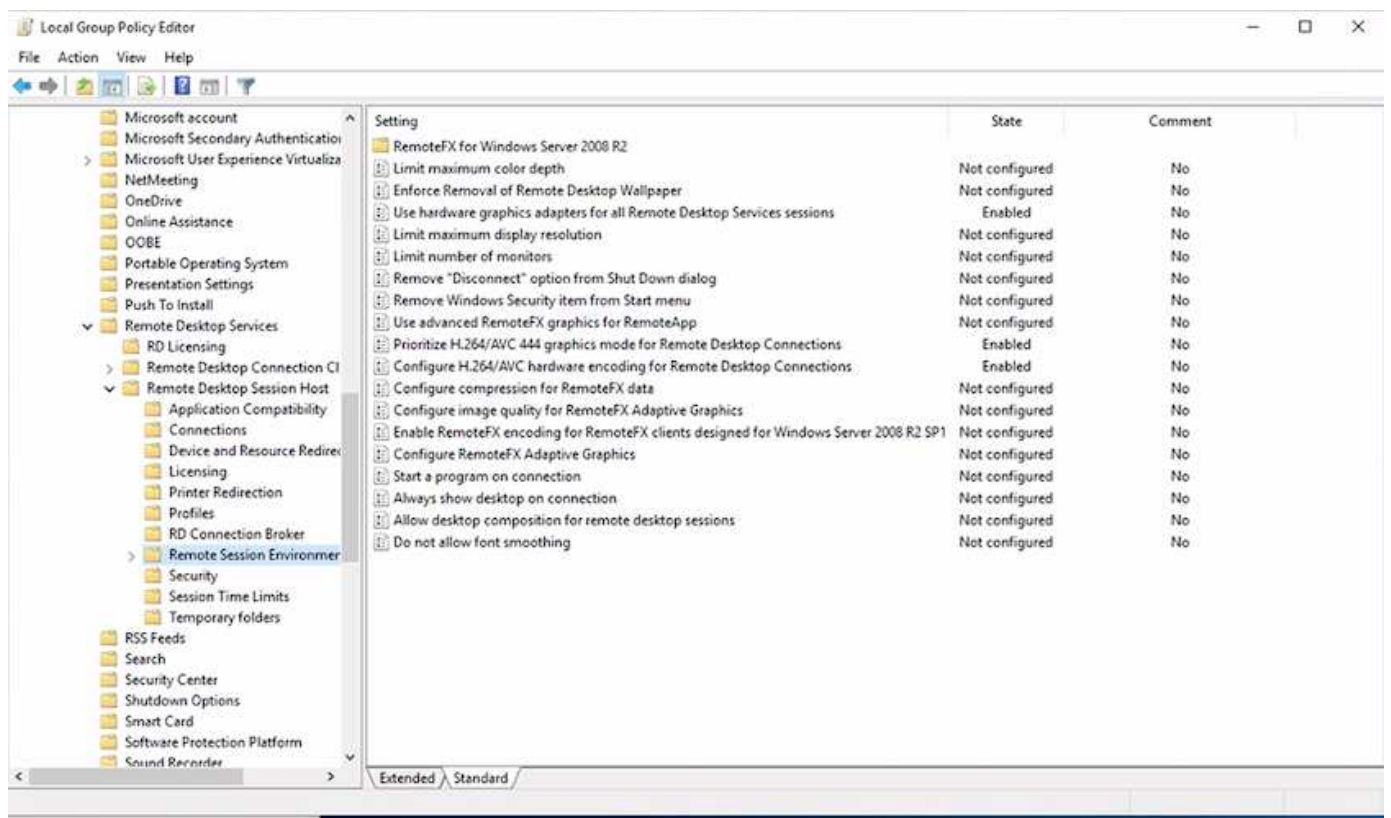 Local Group Policy Editor
File Action View Help
Microsoft account
Microsoft Secondary Authenticatio
Microsoft User Experience Virtualiza
NetMeeting
OneDrive
Online Assistance
OOBE
Portable Operating System
Presentation Settings
Push To Install
Remote Desktop Services
RD Licensing
Remote Desktop Connection Cl
Remote Desktop Session Host
Application Compatibility
Connections
Device and Resource Redirec
Licensing
Printer Redirection
Profiles
RD Connection Broker
Remote Session Environmer
Security
Session Time Limits
Temporary folders
RSS Feeds
Search
Security Center
Shutdown Options
Smart Card
Software Protection Platform
Sound Recorder
Setting State Comment
RemoteFX for Windows Server 2008 R2
Limit maximum color depth Not configured No
Enforce Removal of Remote Desktop Wallpaper Not configured No
Use hardware graphics adapters for all Remote Desktop Services sessions Enabled No
Limit maximum display resolution Not configured No
Limit number of monitors Not configured No
Remove "Disconnect" option from Shut Down dialog Not configured No
Remove Windows Security item from Start menu Not configured No
Use advanced RemoteFX graphics for RemoteApp Not configured No
Prioritize H.264/AVC 444 graphics mode for Remote Desktop Connections Enabled No
Configure H.264/AVC hardware encoding for Remote Desktop Connections Enabled No
Configure compression for RemoteFX data Not configured No
Configure image quality for RemoteFX Adaptive Graphics Not configured No
Enable RemoteFX encoding for RemoteFX clients designed for Windows Server 2008 R2 SP1 Not configured No
Configure RemoteFX Adaptive Graphics Not configured No
Start a program on connection Not configured No
Always show desktop on connection Not configured No
Allow desktop composition for remote desktop sessions Not configured No
Do not allow font smoothing Not configured No
Extended Standard